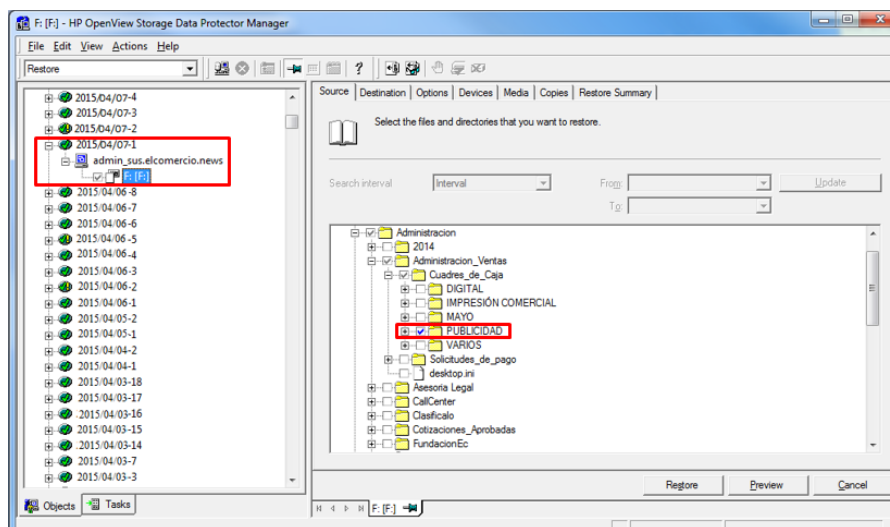 F: [F:] - HP OpenView Storage Data Protector Manager
File Edit View Actions Help
Restore
2015/04/07-4
2015/04/07-3
2015/04/07-2
2015/04/07-1
admin_sus.elcomercio.news
F: [F:]
2015/04/06-8
2015/04/06-7
2015/04/06-6
2015/04/06-5
2015/04/06-4
2015/04/06-3
2015/04/06-2
2015/04/06-1
2015/04/05-2
2015/04/05-1
2015/04/04-2
2015/04/04-1
2015/04/03-18
2015/04/03-17
2015/04/03-16
2015/04/03-15
2015/04/03-14
2015/04/03-7
2015/04/03-3
Objects Tasks
Source Destination Options Devices Media Copies Restore Summary
Select the files and directories that you want to restore.
Search interval Interval From: Update
To:
Administracion
2014
Administracion_Ventas
Cuadres_de_Caja
DIGITAL
IMPRESIÓN COMERCIAL
MAYO
PUBLICIDAD
VARIOS
Solicitudes_de_pago
desktop.ini
Asesoria Legal
CallCenter
Clasificalo
Cotizaciones_Aprobadas
FundacionEc
Restore Preview Cancel
F: [F:]